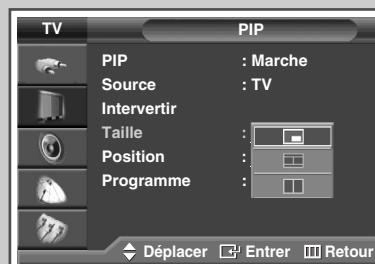 TV PIP
PIP : Marche
Source : TV
Intervertir
Taille :
Position :
Programme :
Déplacer Entrer Retour